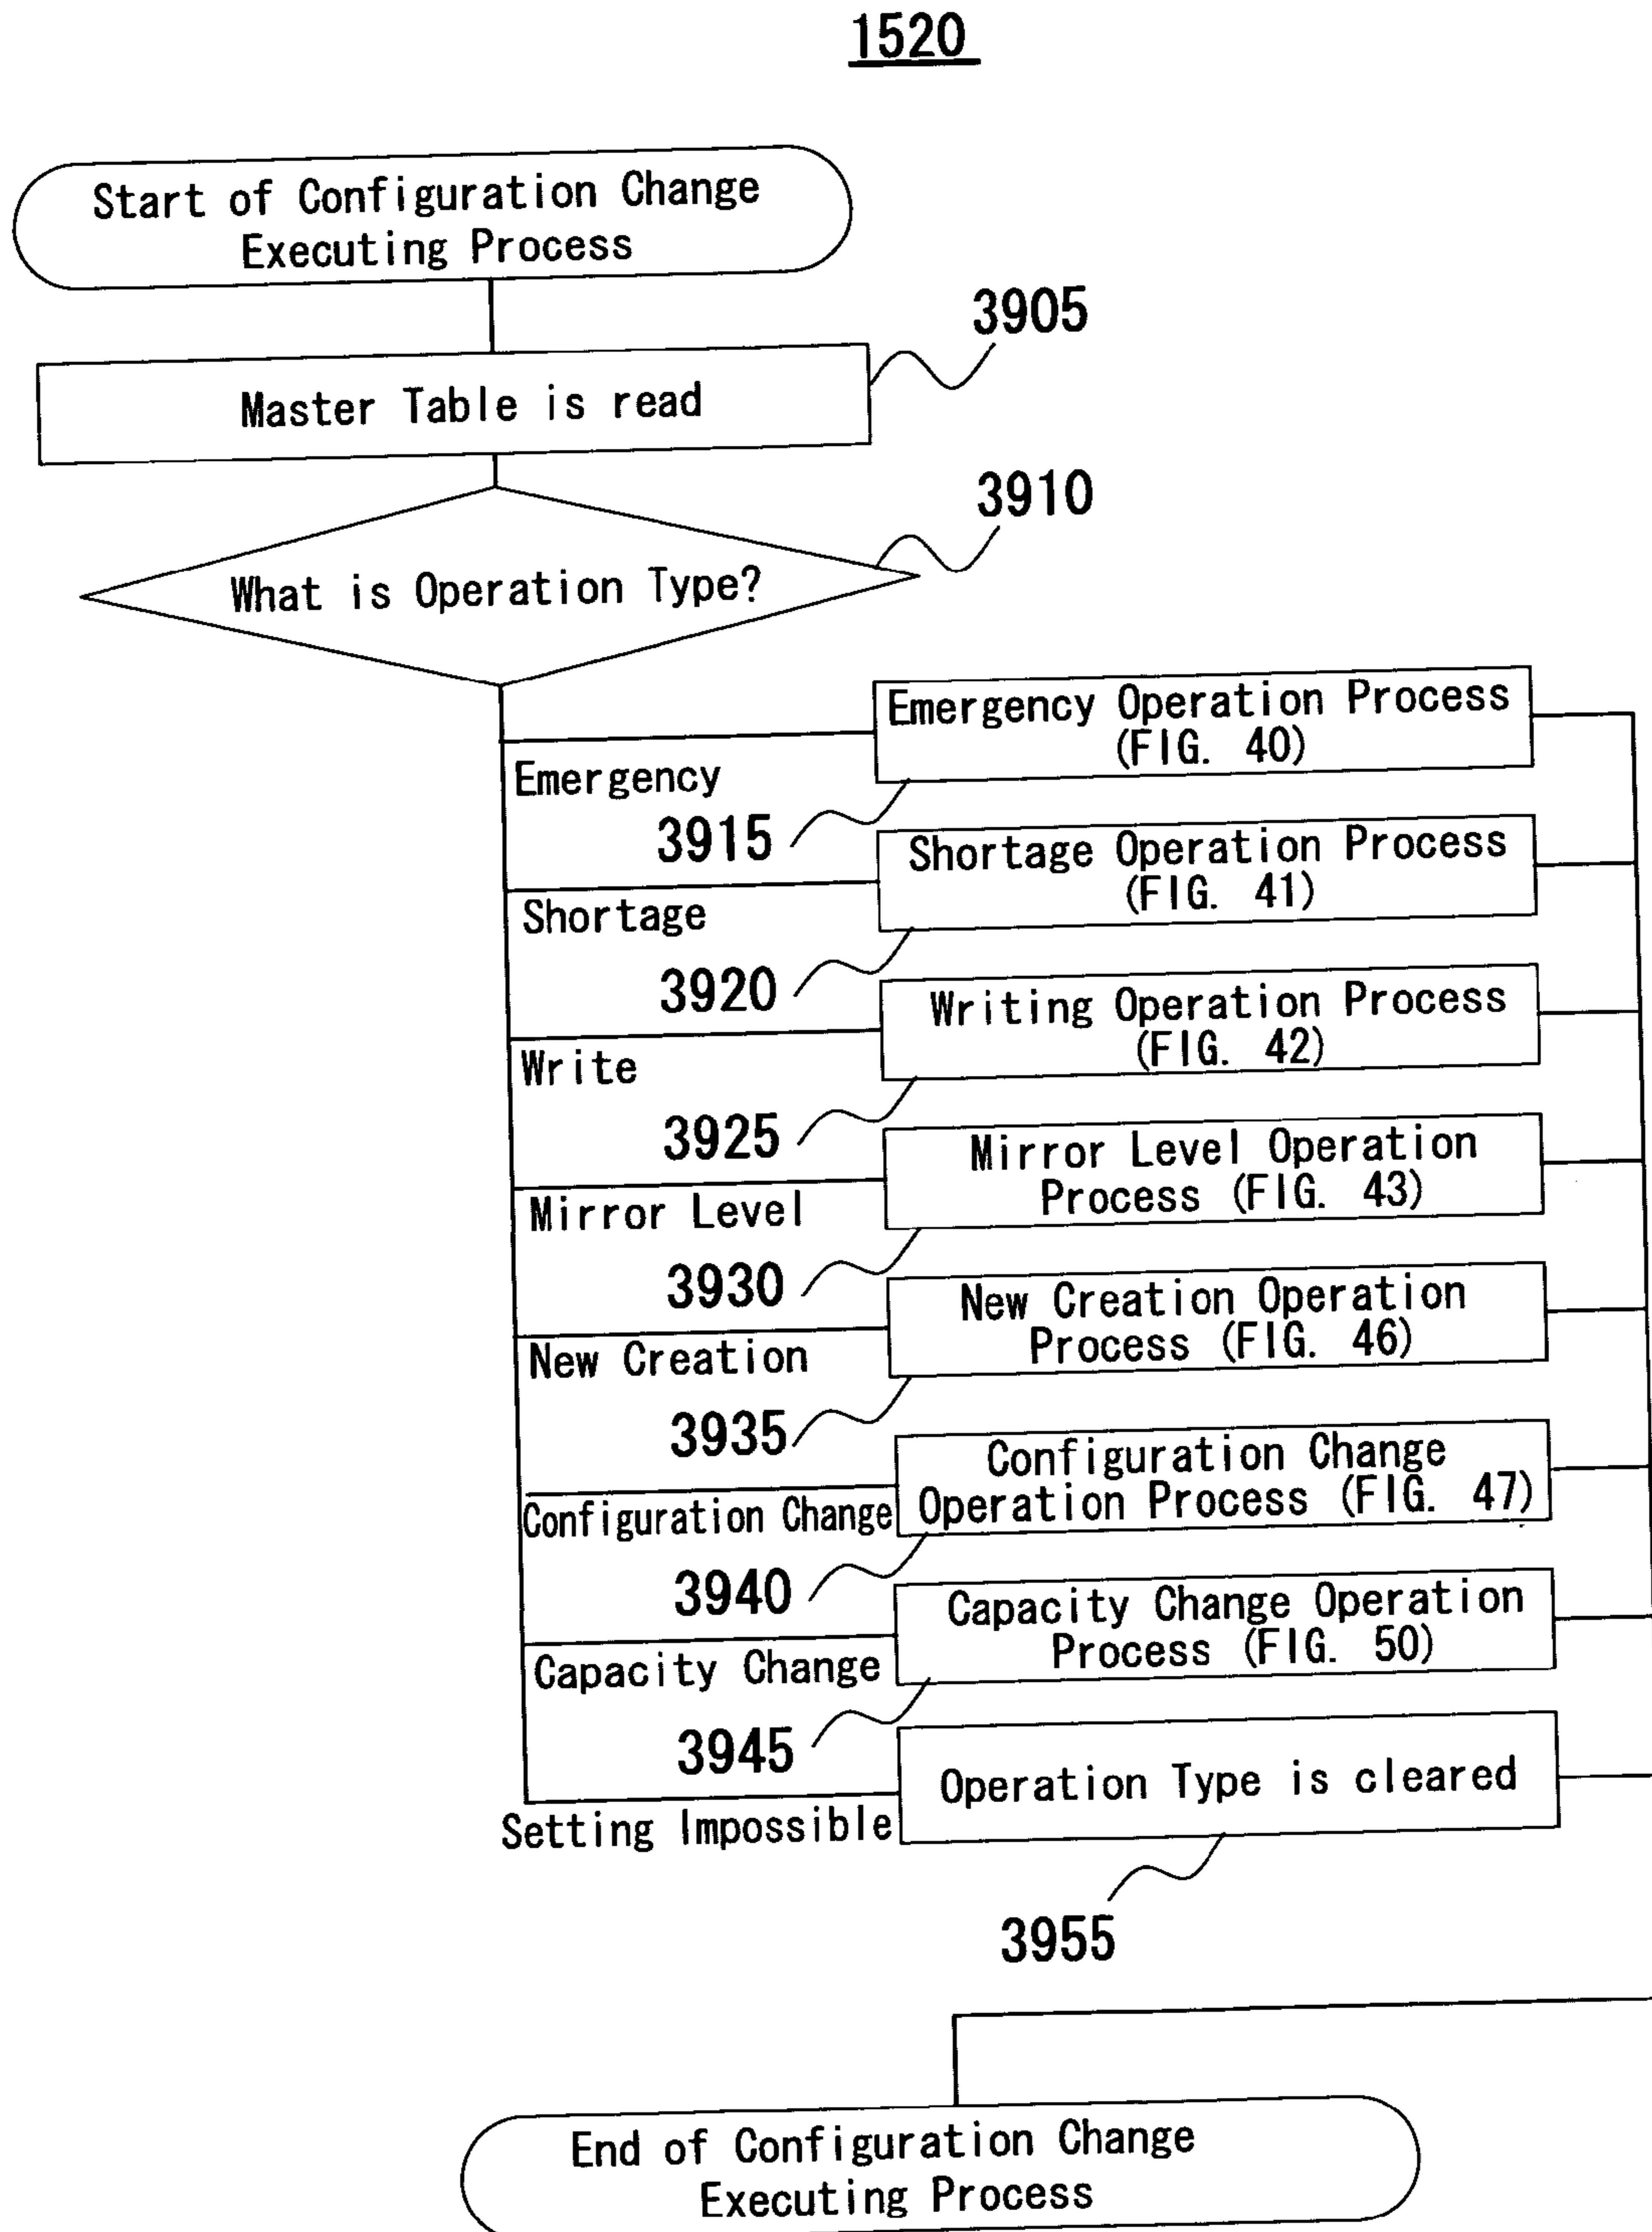 1520
Start of Configuration Change
Executing Process
3905
Master Table is read
3910
What is Operation Type?
Emergency Operation Process
(FIG. 40)
Emergency
3915
Shortage Operation Process
(FIG. 41)
Shortage
3920
Writing Operation Process
(FIG. 42)
Write
3925
Mirror Level Operation
Process (FIG. 43)
Mirror Level
3930
New Creation Operation
Process (FIG. 46)
New Creation
3935
Configuration Change
Operation Process (FIG. 47)
Configuration Change
3940
Capacity Change Operation
Process (FIG. 50)
Capacity Change
3945
Operation Type is cleared
Setting Impossible
3955
End of Configuration Change
Executing Process